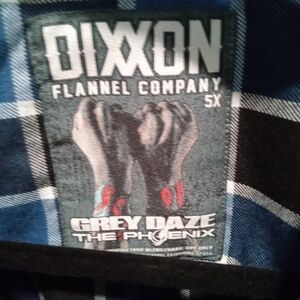 DIXXON
FLANNEL COMPANY
5X
GREY DAZE
THE PHOENIX